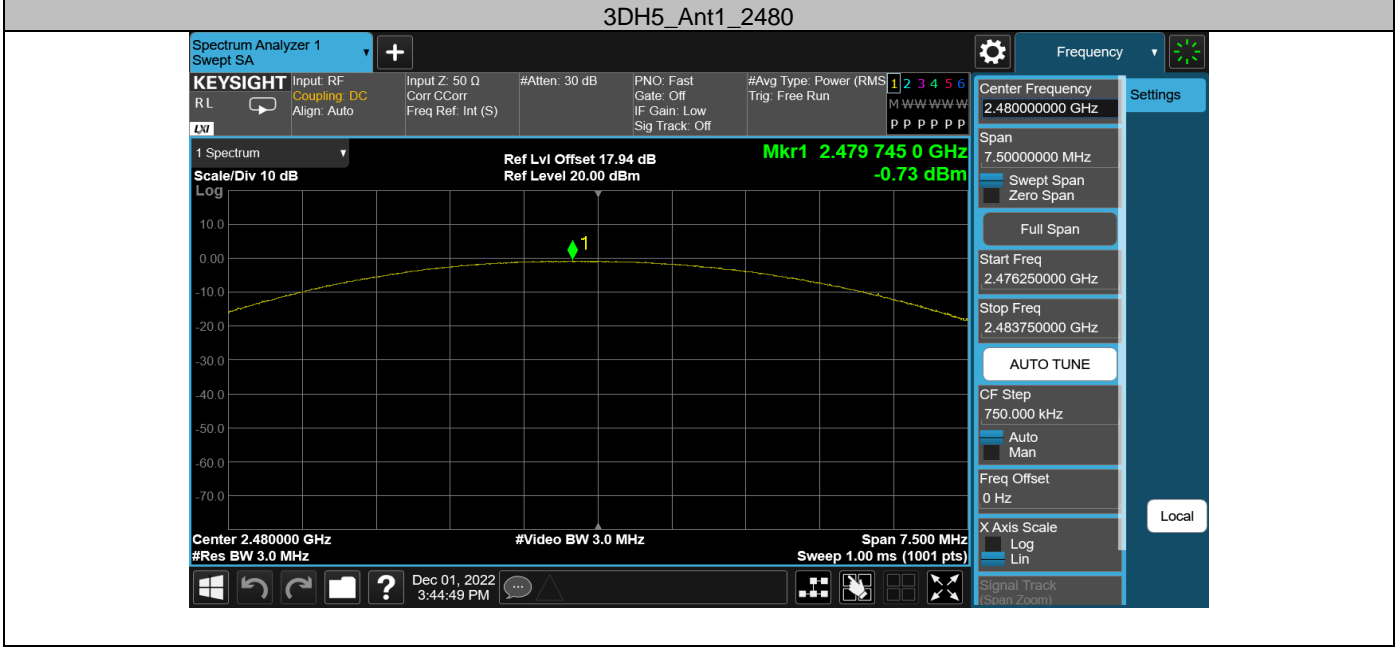 3DH5_Ant1_2480
Spectrum Analyzer 1
Swept SA
Frequency
KEYSIGHT
R L
LXI
Input: RF
Coupling: DC
Align: Auto
Input Z: 50 Ω
Corr CCorr
Freq Ref: Int (S)
#Atten: 30 dB
PNO: Fast
Gate: Off
IF Gain: Low
Sig Track: Off
#Avg Type: Power (RMS
Trig: Free Run
1 2 3 4 5 6
M W W W W W
P P P P P P
1 Spectrum
Scale/Div 10 dB
Log
Ref Lvl Offset 17.94 dB
Ref Level 20.00 dBm
Mkr1 2.479 745 0 GHz
-0.73 dBm
1
10.0
0.00
-10.0
-20.0
-30.0
-40.0
-50.0
-60.0
-70.0
Center 2.480000 GHz
#Res BW 3.0 MHz
#Video BW 3.0 MHz
Span 7.500 MHz
Sweep 1.00 ms (1001 pts)
Center Frequency
2.480000000 GHz
Span
7.50000000 MHz
Swept Span
Zero Span
Full Span
Start Freq
2.476250000 GHz
Stop Freq
2.483750000 GHz
AUTO TUNE
CF Step
750.000 kHz
Auto
Man
Freq Offset
0 Hz
X Axis Scale
Log
Lin
Signal Track
(Span Zoom)
Settings
Local
?
Dec 01, 2022
3:44:49 PM